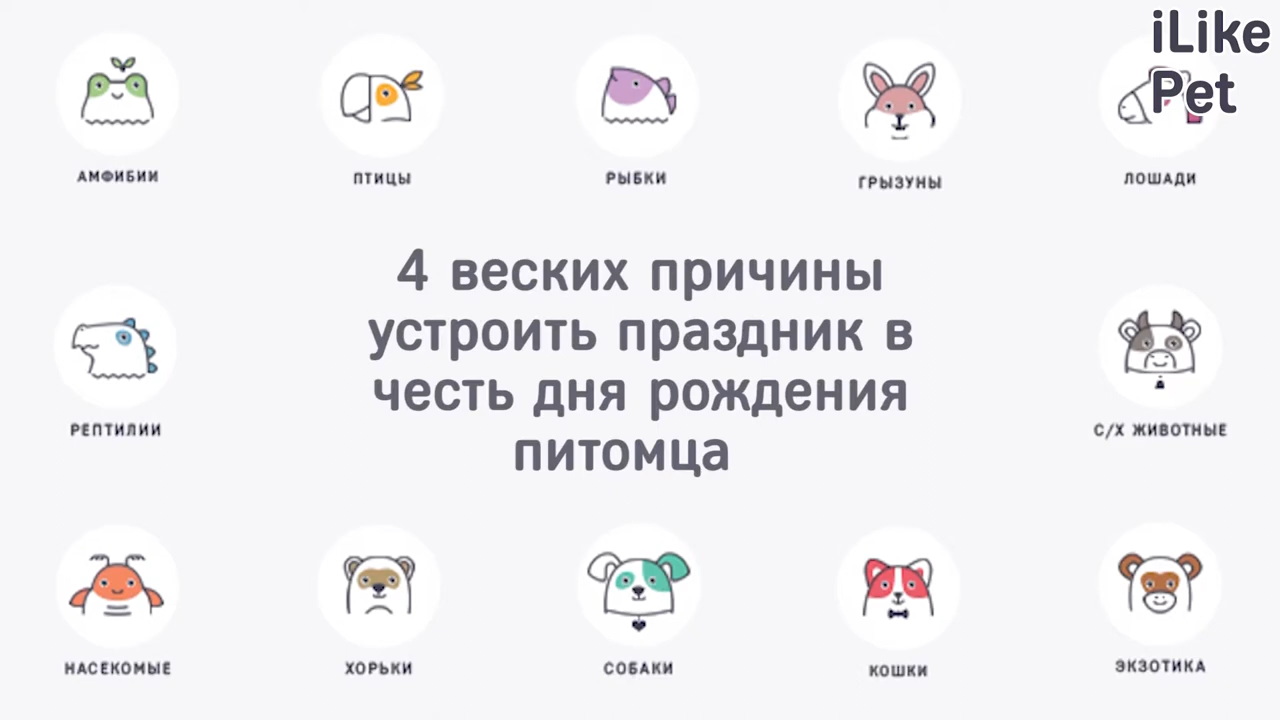 iLike
Pet
АМФИБИИ
ПТИЦЫ
РЫБКИ
ГРЫЗУНЫ
ЛОШАДИ
4 веских причины
устроить праздник в
честь дня рождения
питомца
РЕПТИЛИИ
С/Х ЖИВОТНЫЕ
НАСЕКОМЫЕ
ХОРЬКИ
СОБАКИ
КОШКИ
ЭКЗОТИКА